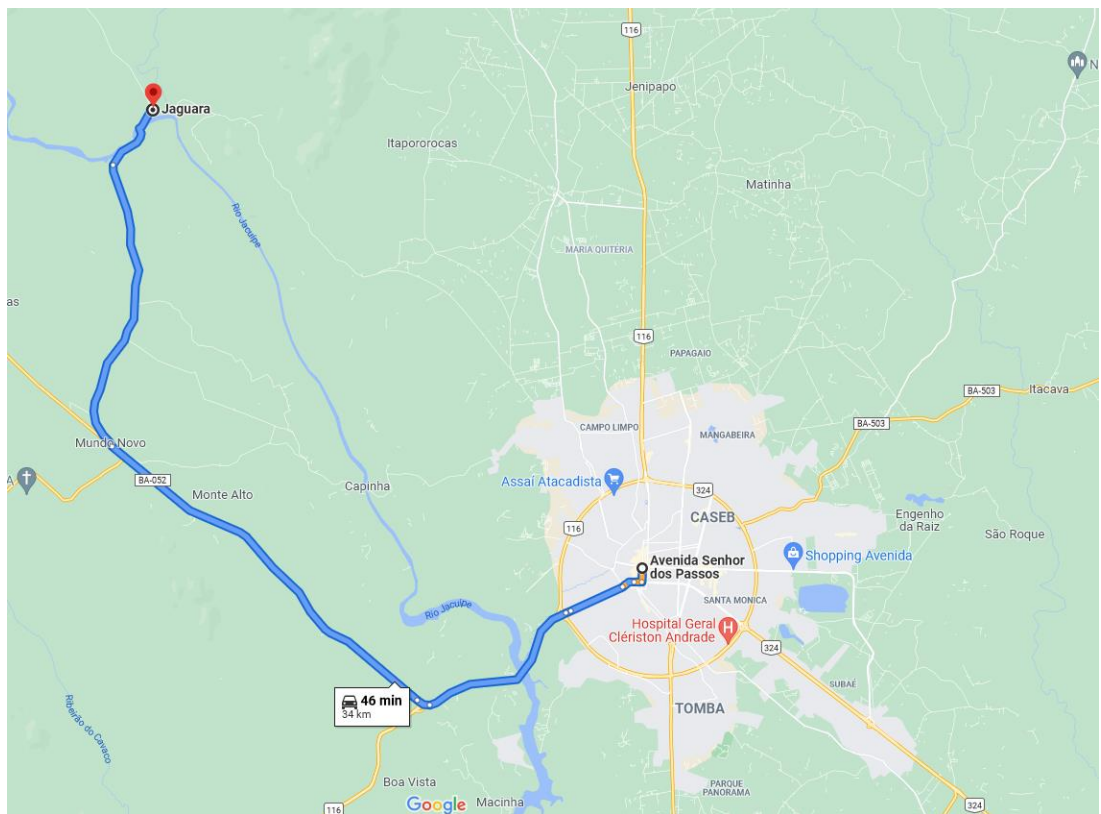 116
Jenipapo
N
Jaguara
Itapororocas
Matinha
Rio Jacuípe
MARIA QUITERIA
as
116
PAPAGAIO
BA-503
Itacava
BA-503
CAMPO LIMPO
MANGABEIRA
Mundo Novo
A
BA-052
Monte Alto
Capinha
Assaí Atacadista
324
116
CASEB
Engenho
da Raiz
São Roque
Avenida Senhor
dos Passos
Shopping Avenida
SANTA MONICA
Rio Jacuípe
Hospital Geral
Clériston Andrade
324
SUBAÉ
46 min
34 km
TOMBA
Ribeirão do Cavaco
Boa Vista
PARQUE
PANORAMA
116
Google
Macinha
324